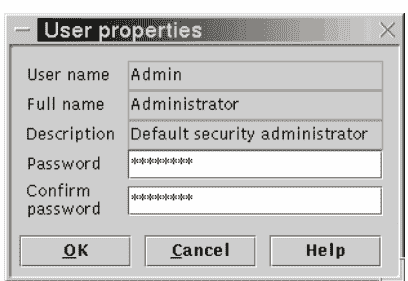 User properties
User name Admin
Full name Administrator
Description Default security administrator
Password ********
Confirm password ********
OK Cancel Help